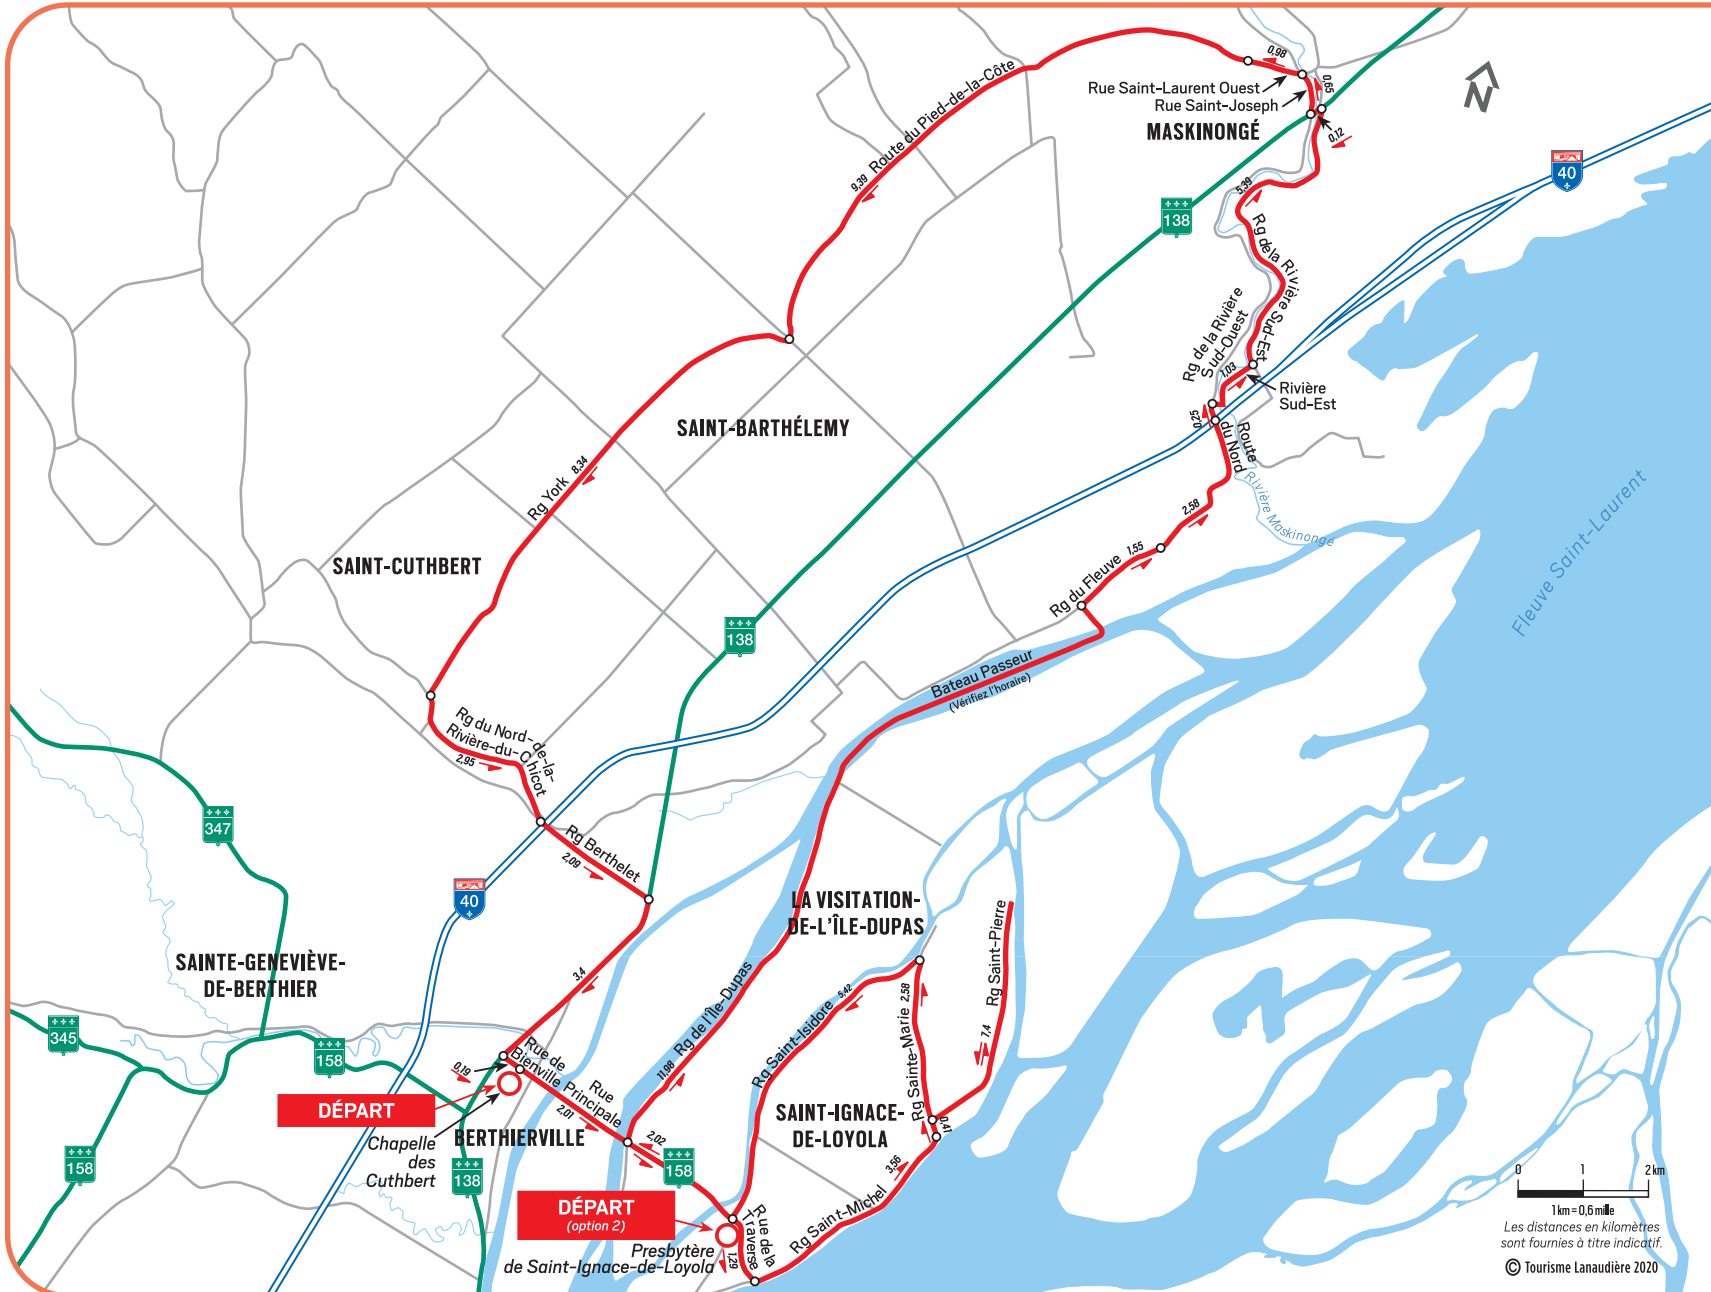 0,98
Rue Saint-Laurent Ouest
Rue Saint-Joseph
0,65
MASKINONGÉ
0,12
N
40
Route du Pied-de-la-Côte
9,39
138
5,39
Rg de la Rivière Sud-Est
Rg de la Rivière
Sud-Ouest
1,03
Rivière
Sud-Est
0,25
Route
du Nord
Rivière Maskinongé
2,58
1,55
Rg du Fleuve
Fleuve Saint-Laurent
SAINT-BARTHÉLEMY
Rg York 8,34
SAINT-CUTHBERT
138
Bateau Passeur
(Vérifiez l'horaire)
Rg du Nord-de-la-
Rivière-du-Chicot
2,95
347
Rg Berthelet
2,09
40
LA VISITATION-
DE-L'ÎLE-DUPAS
SAINTE-GENEVIÈVE-
DE-BERTHIER
3,4
Rg de l'Île-Dupas
11,98
Rg Saint-Isidore 5,42
Rg Sainte-Marie 2,58
Rg Saint-Pierre
7,4
345
158
Rue de
Bienville
0,19
Rue
Principale
2,01
DÉPART
Chapelle
des
Cuthbert
BERTHIERVILLE
SAINT-IGNACE-
DE-LOYOLA
0,41
2,02
158
158
138
DÉPART
(option 2)
Presbytère
de Saint-Ignace-de-Loyola
Rue de la
Traverse
1,29
Rg Saint-Michel 3,56
0 1 2 km
1 km = 0,6 mille
Les distances en kilomètres
sont fournies à titre indicatif.
© Tourisme Lanaudière 2020